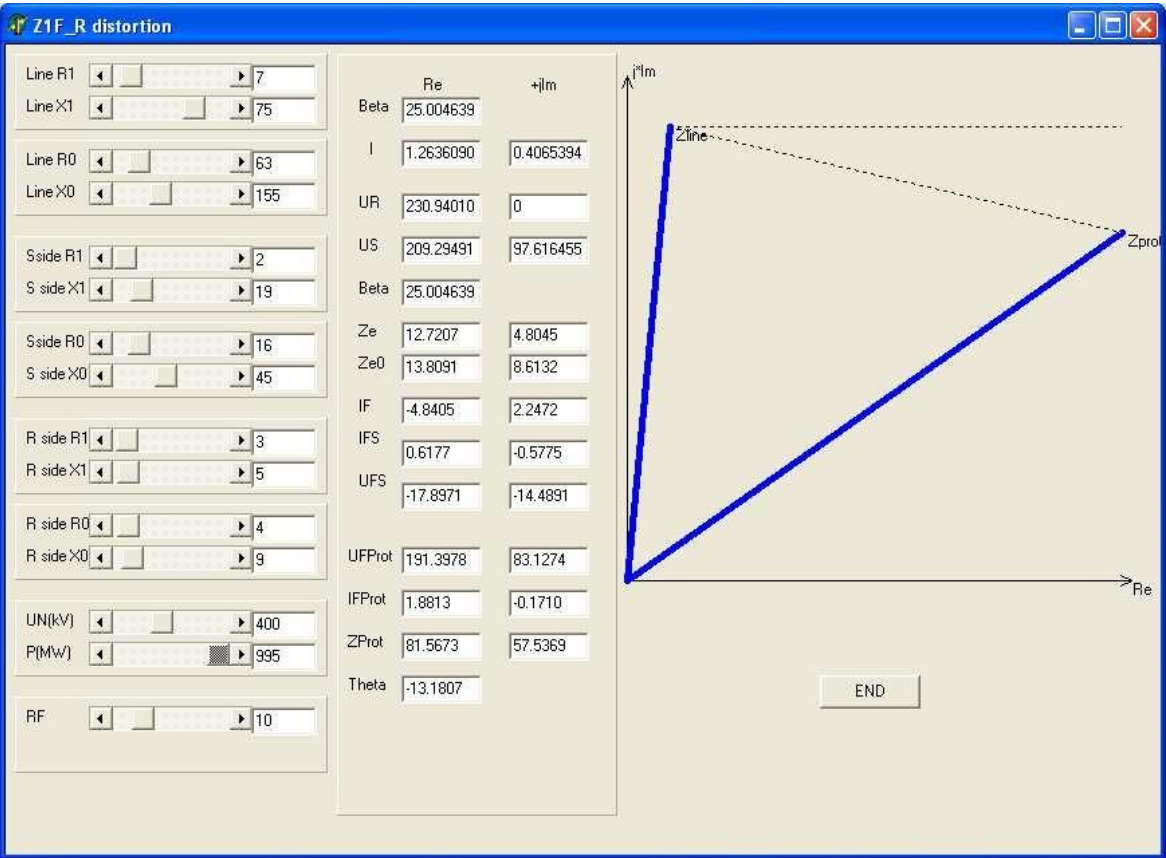 Z1F_R distortion
Line R1 7
Line X1 75
Line R0 63
Line X0 155
Sside R1 2
S side X1 19
Sside R0 16
S side X0 45
R side R1 3
R side X1 5
R side R0 4
R side X0 9
UN(kV) 400
P(MW) 995
RF 10
Re +jIm
Beta 25.004639
I 1.2636090 0.4065394
UR 230.94010 0
US 209.29491 97.616455
Beta 25.004639
Ze 12.7207 4.8045
Ze0 13.8091 8.6132
IF -4.8405 2.2472
IFS 0.6177 -0.5775
UFS -17.8971 -14.4891
UFProt 191.3978 83.1274
IFProt 1.8813 -0.1710
ZProt 81.5673 57.5369
Theta -13.1807
j*Im
Zline
Zprot
Re
END